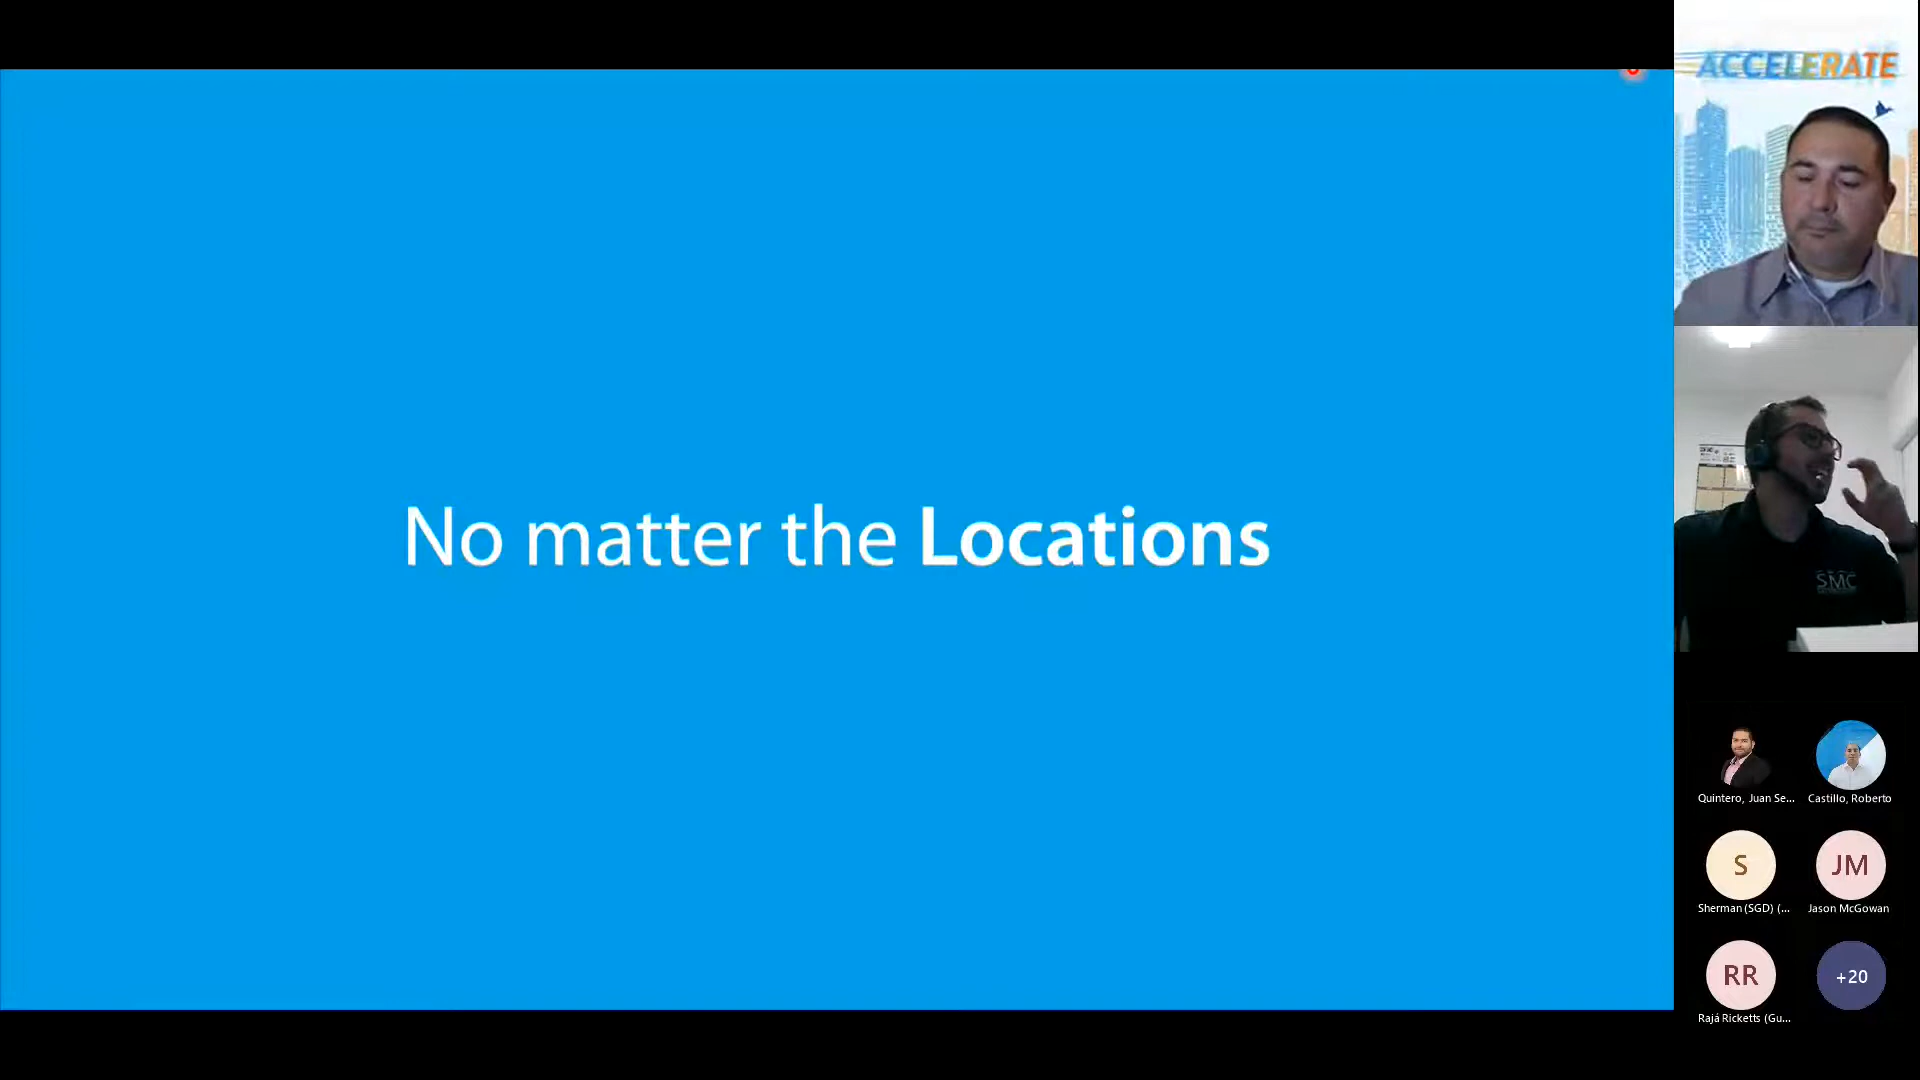 No matter the Locations
ACCELERATE
SMC
Quintero, Juan Se...
Castillo, Roberto
S
JM
Sherman (SGD) (...
Jason McGowan
RR
+20
Rajá Ricketts (Gu...